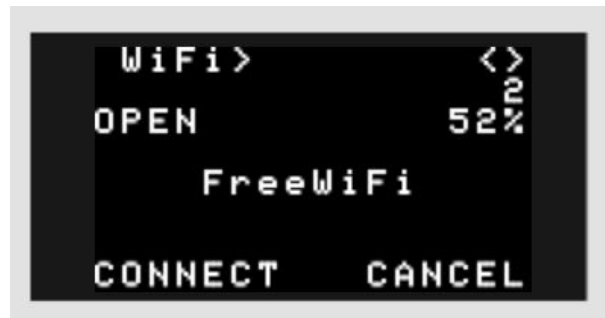 WiFi> <>
2
OPEN 52%
FreeWiFi
CONNECT CANCEL